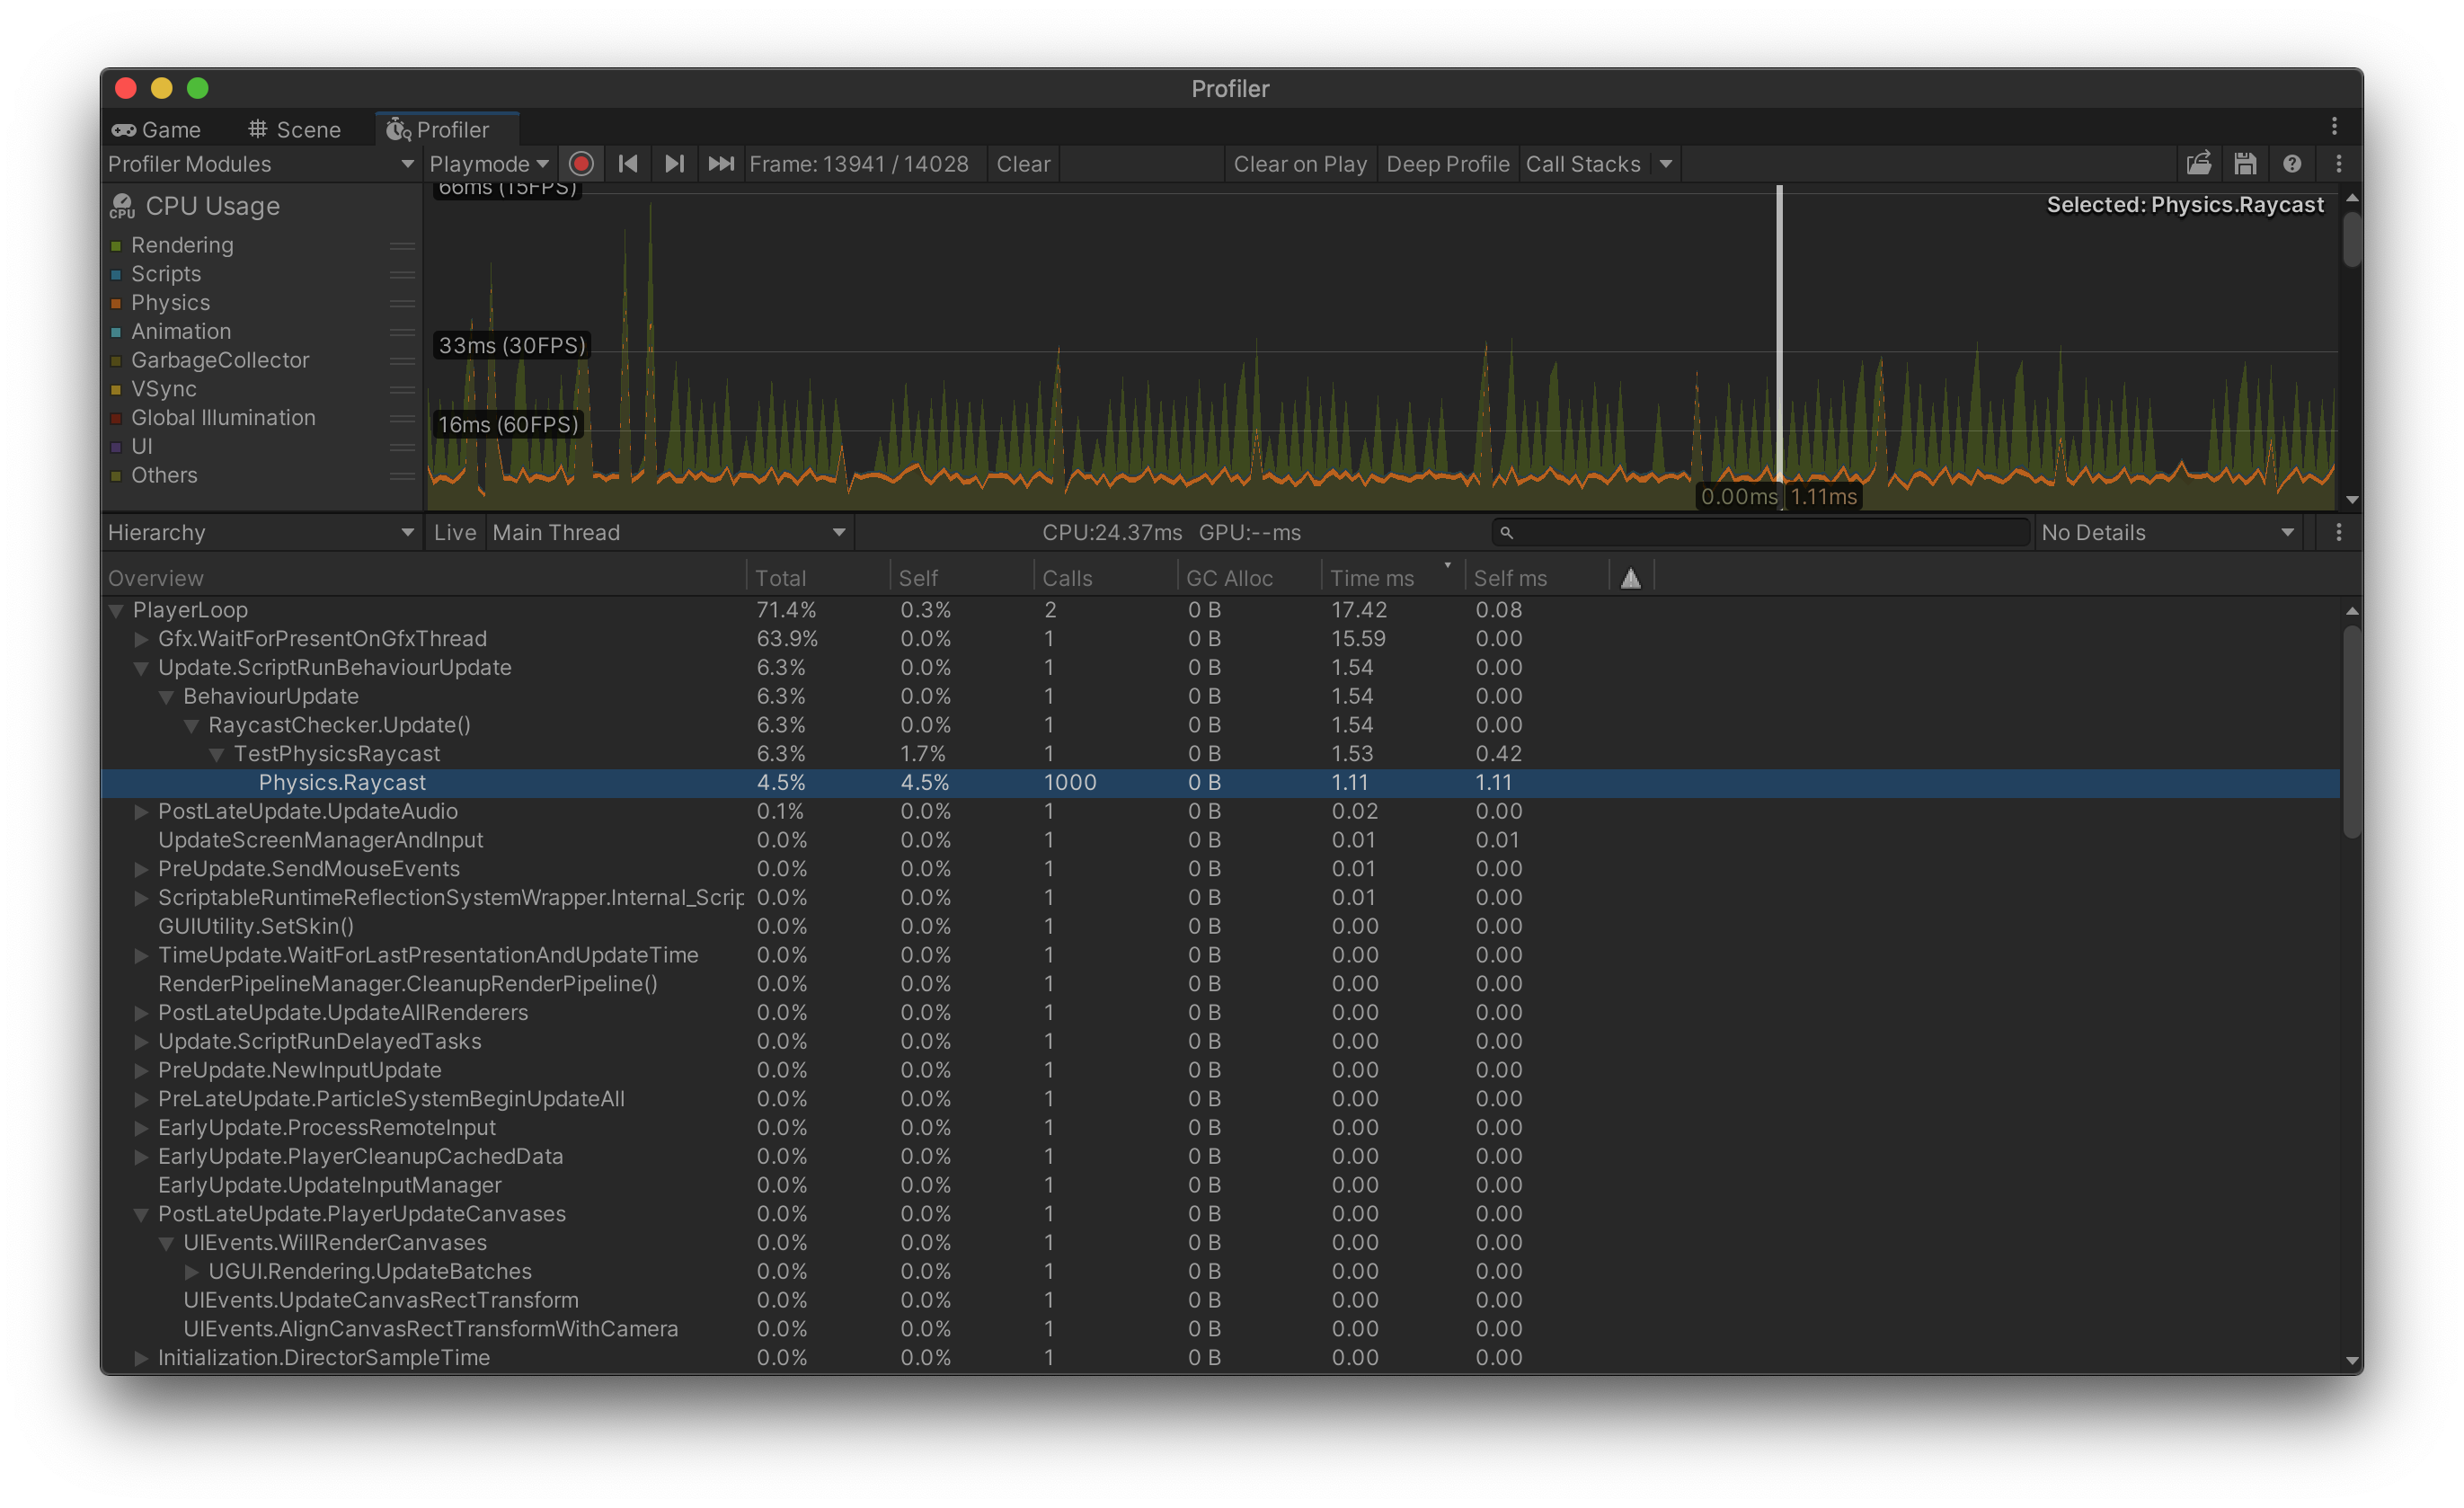 Profiler
Game Scene Profiler
Profiler Modules Playmode Frame: 13941 / 14028 Clear Clear on Play Deep Profile Call Stacks
CPU Usage
CPU
Rendering
Scripts
Physics
Animation
GarbageCollector
VSync
Global Illumination
UI
Others
66ms (15FPS)
Selected: Physics.Raycast
33ms (30FPS)
16ms (60FPS)
0.00ms 1.11ms
Hierarchy Live Main Thread CPU:24.37ms GPU:--ms No Details
Overview Total Self Calls GC Alloc Time ms Self ms
PlayerLoop 71.4% 0.3% 2 0 B 17.42 0.08
Gfx.WaitForPresentOnGfxThread 63.9% 0.0% 1 0 B 15.59 0.00
Update.ScriptRunBehaviourUpdate 6.3% 0.0% 1 0 B 1.54 0.00
BehaviourUpdate 6.3% 0.0% 1 0 B 1.54 0.00
RaycastChecker.Update() 6.3% 0.0% 1 0 B 1.54 0.00
TestPhysicsRaycast 6.3% 1.7% 1 0 B 1.53 0.42
Physics.Raycast 4.5% 4.5% 1000 0 B 1.11 1.11
PostLateUpdate.UpdateAudio 0.1% 0.0% 1 0 B 0.02 0.00
UpdateScreenManagerAndInput 0.0% 0.0% 1 0 B 0.01 0.01
PreUpdate.SendMouseEvents 0.0% 0.0% 1 0 B 0.01 0.00
ScriptableRuntimeReflectionSystemWrapper.Internal_Scrip 0.0% 0.0% 1 0 B 0.01 0.00
GUIUtility.SetSkin() 0.0% 0.0% 1 0 B 0.00 0.00
TimeUpdate.WaitForLastPresentationAndUpdateTime 0.0% 0.0% 1 0 B 0.00 0.00
RenderPipelineManager.CleanupRenderPipeline() 0.0% 0.0% 1 0 B 0.00 0.00
PostLateUpdate.UpdateAllRenderers 0.0% 0.0% 1 0 B 0.00 0.00
Update.ScriptRunDelayedTasks 0.0% 0.0% 1 0 B 0.00 0.00
PreUpdate.NewInputUpdate 0.0% 0.0% 1 0 B 0.00 0.00
PreLateUpdate.ParticleSystemBeginUpdateAll 0.0% 0.0% 1 0 B 0.00 0.00
EarlyUpdate.ProcessRemoteInput 0.0% 0.0% 1 0 B 0.00 0.00
EarlyUpdate.PlayerCleanupCachedData 0.0% 0.0% 1 0 B 0.00 0.00
EarlyUpdate.UpdateInputManager 0.0% 0.0% 1 0 B 0.00 0.00
PostLateUpdate.PlayerUpdateCanvases 0.0% 0.0% 1 0 B 0.00 0.00
UIEvents.WillRenderCanvases 0.0% 0.0% 1 0 B 0.00 0.00
UGUI.Rendering.UpdateBatches 0.0% 0.0% 1 0 B 0.00 0.00
UIEvents.UpdateCanvasRectTransform 0.0% 0.0% 1 0 B 0.00 0.00
UIEvents.AlignCanvasRectTransformWithCamera 0.0% 0.0% 1 0 B 0.00 0.00
Initialization.DirectorSampleTime 0.0% 0.0% 1 0 B 0.00 0.00